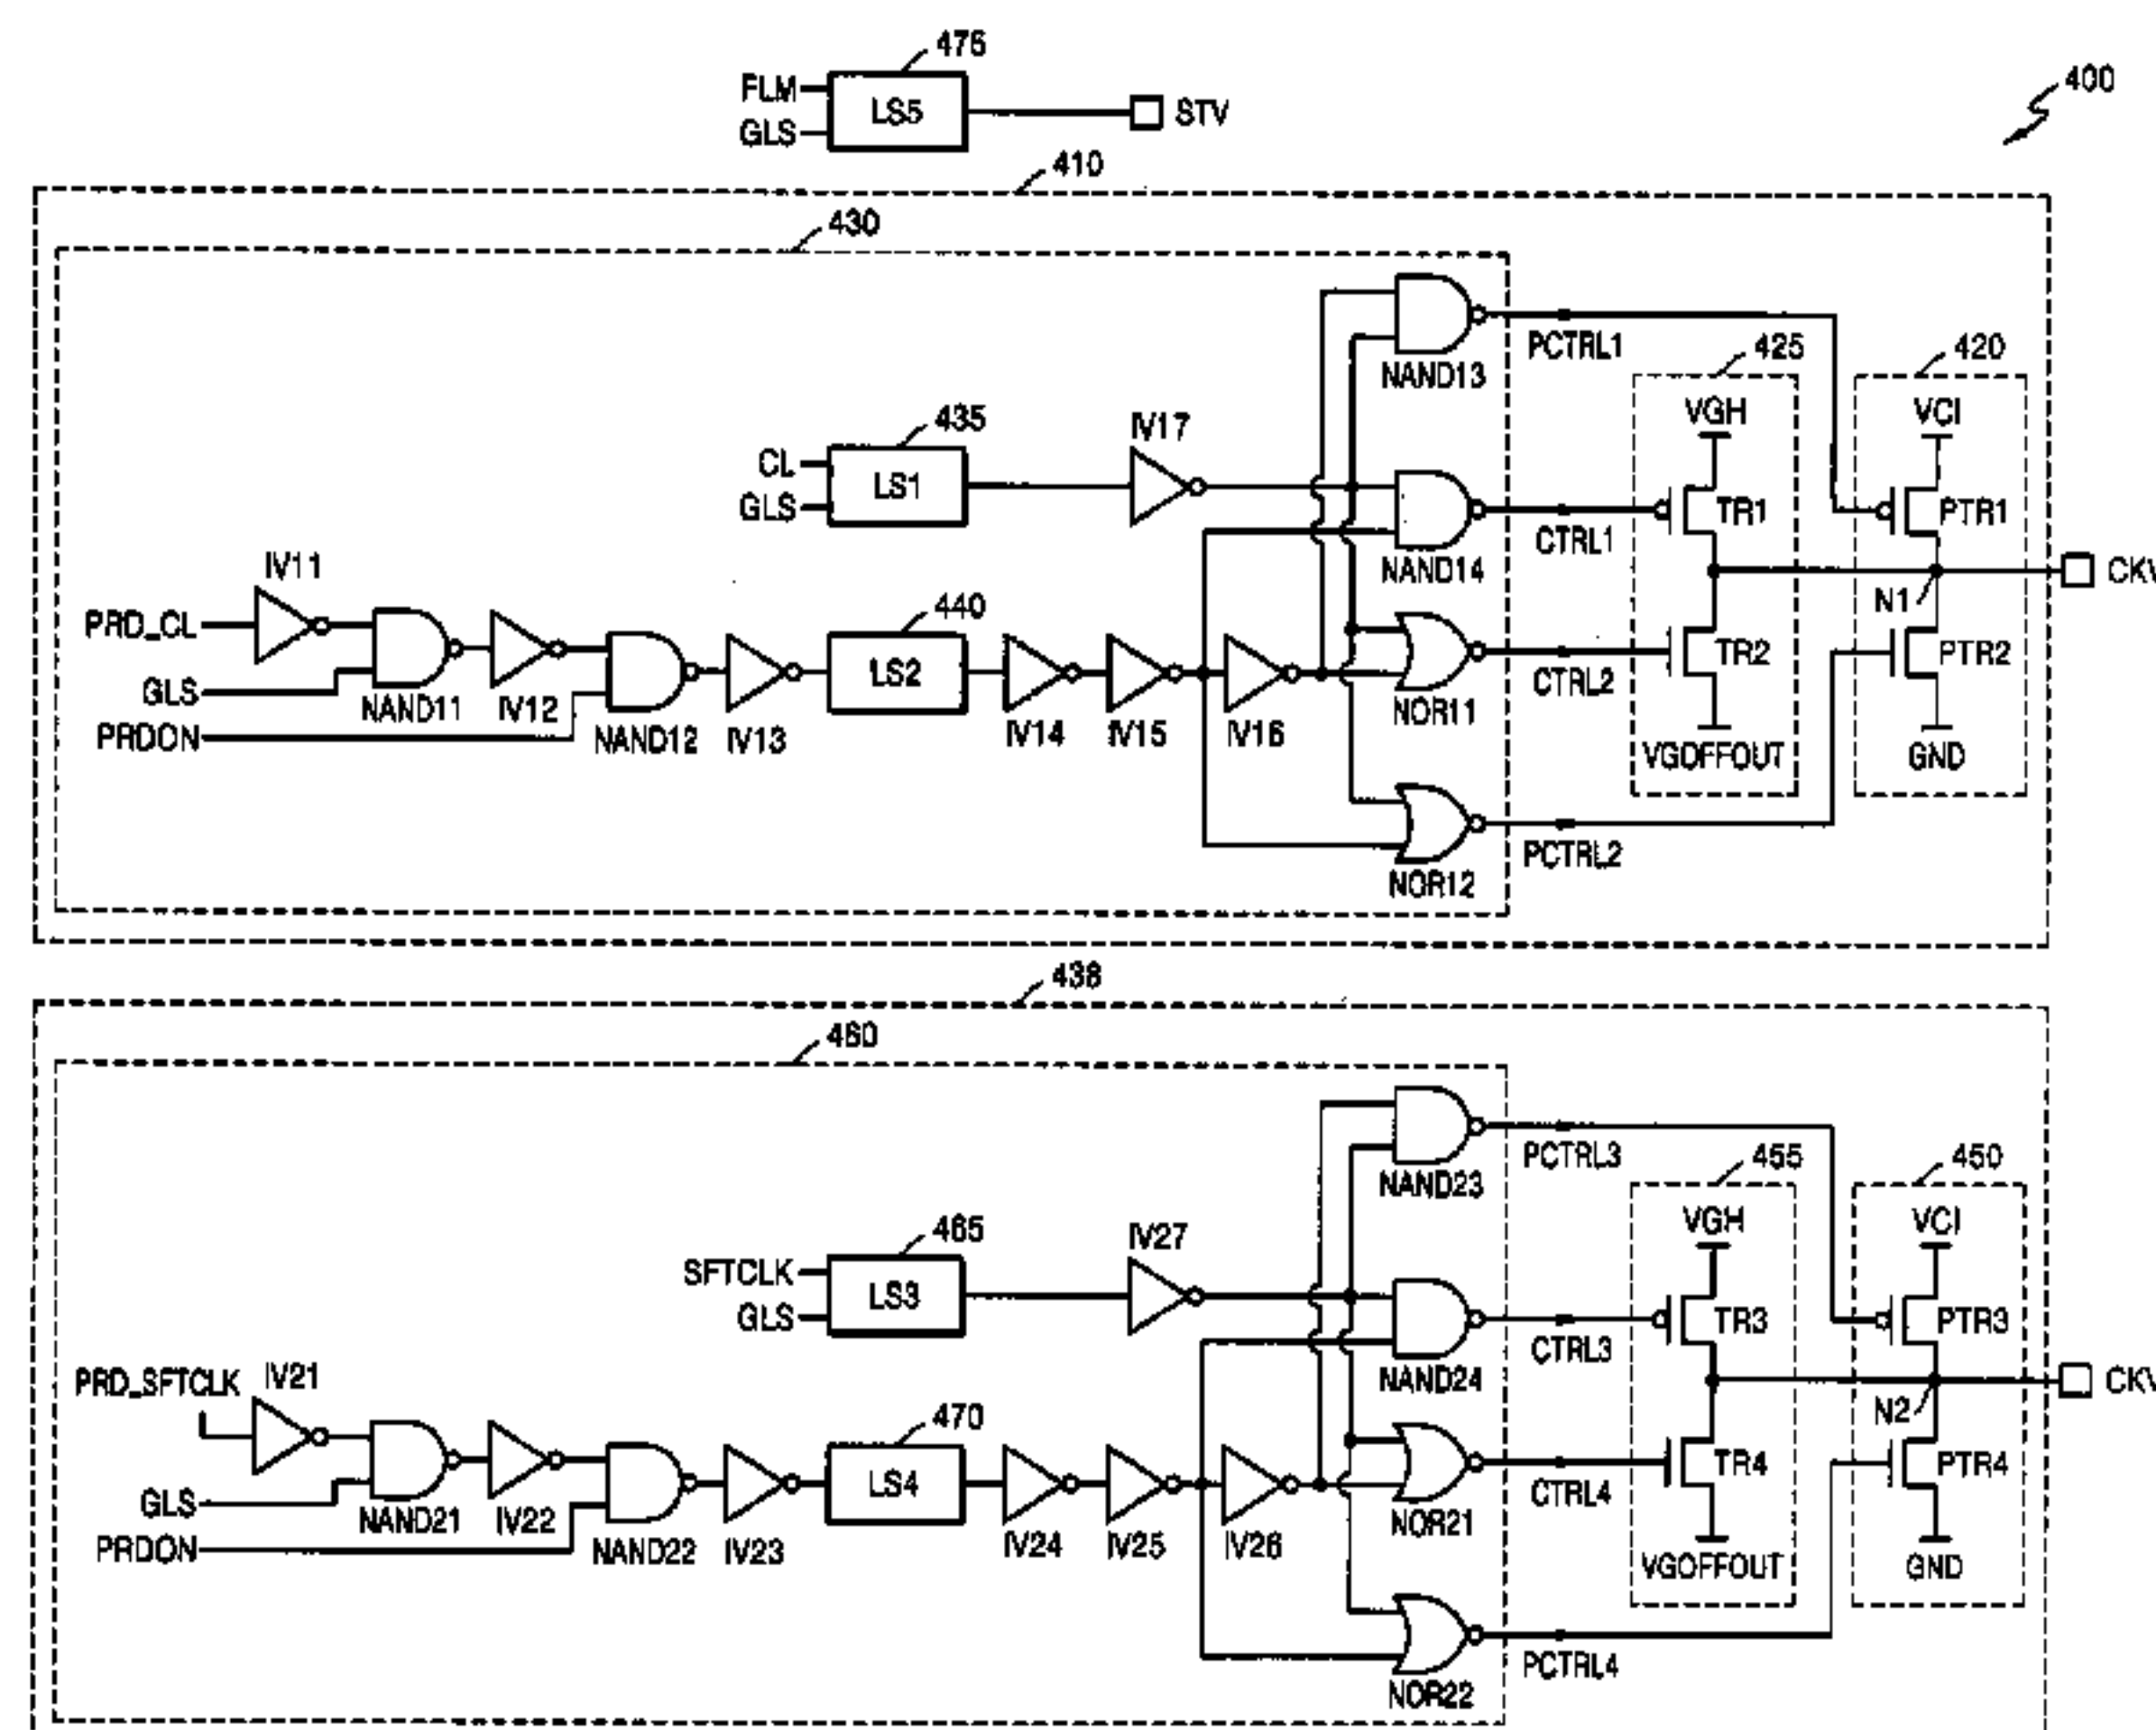 476
FLM
GLS
LS5
STV
400
410
430
NAND13
PCTRL1
425
420
VGH
VCI
435
CL
GLS
LS1
IV17
NAND14
CTRL1
TR1
PTR1
CKV
N1
IV11
PRD_CL
GLS
PRDON
NAND11
IV12
NAND12
IV13
440
LS2
IV14
IV15
IV16
NOR11
CTRL2
TR2
PTR2
VGOFFOUT
GND
NOR12
PCTRL2
438
460
NAND23
PCTRL3
455
450
VGH
VCI
465
SFTCLK
GLS
LS3
IV27
NAND24
CTRL3
TR3
PTR3
CKV
N2
PRD_SFTCLK
IV21
GLS
PRDON
NAND21
IV22
NAND22
IV23
470
LS4
IV24
IV25
IV26
NOR21
CTRL4
TR4
PTR4
VGOFFOUT
GND
NOR22
PCTRL4